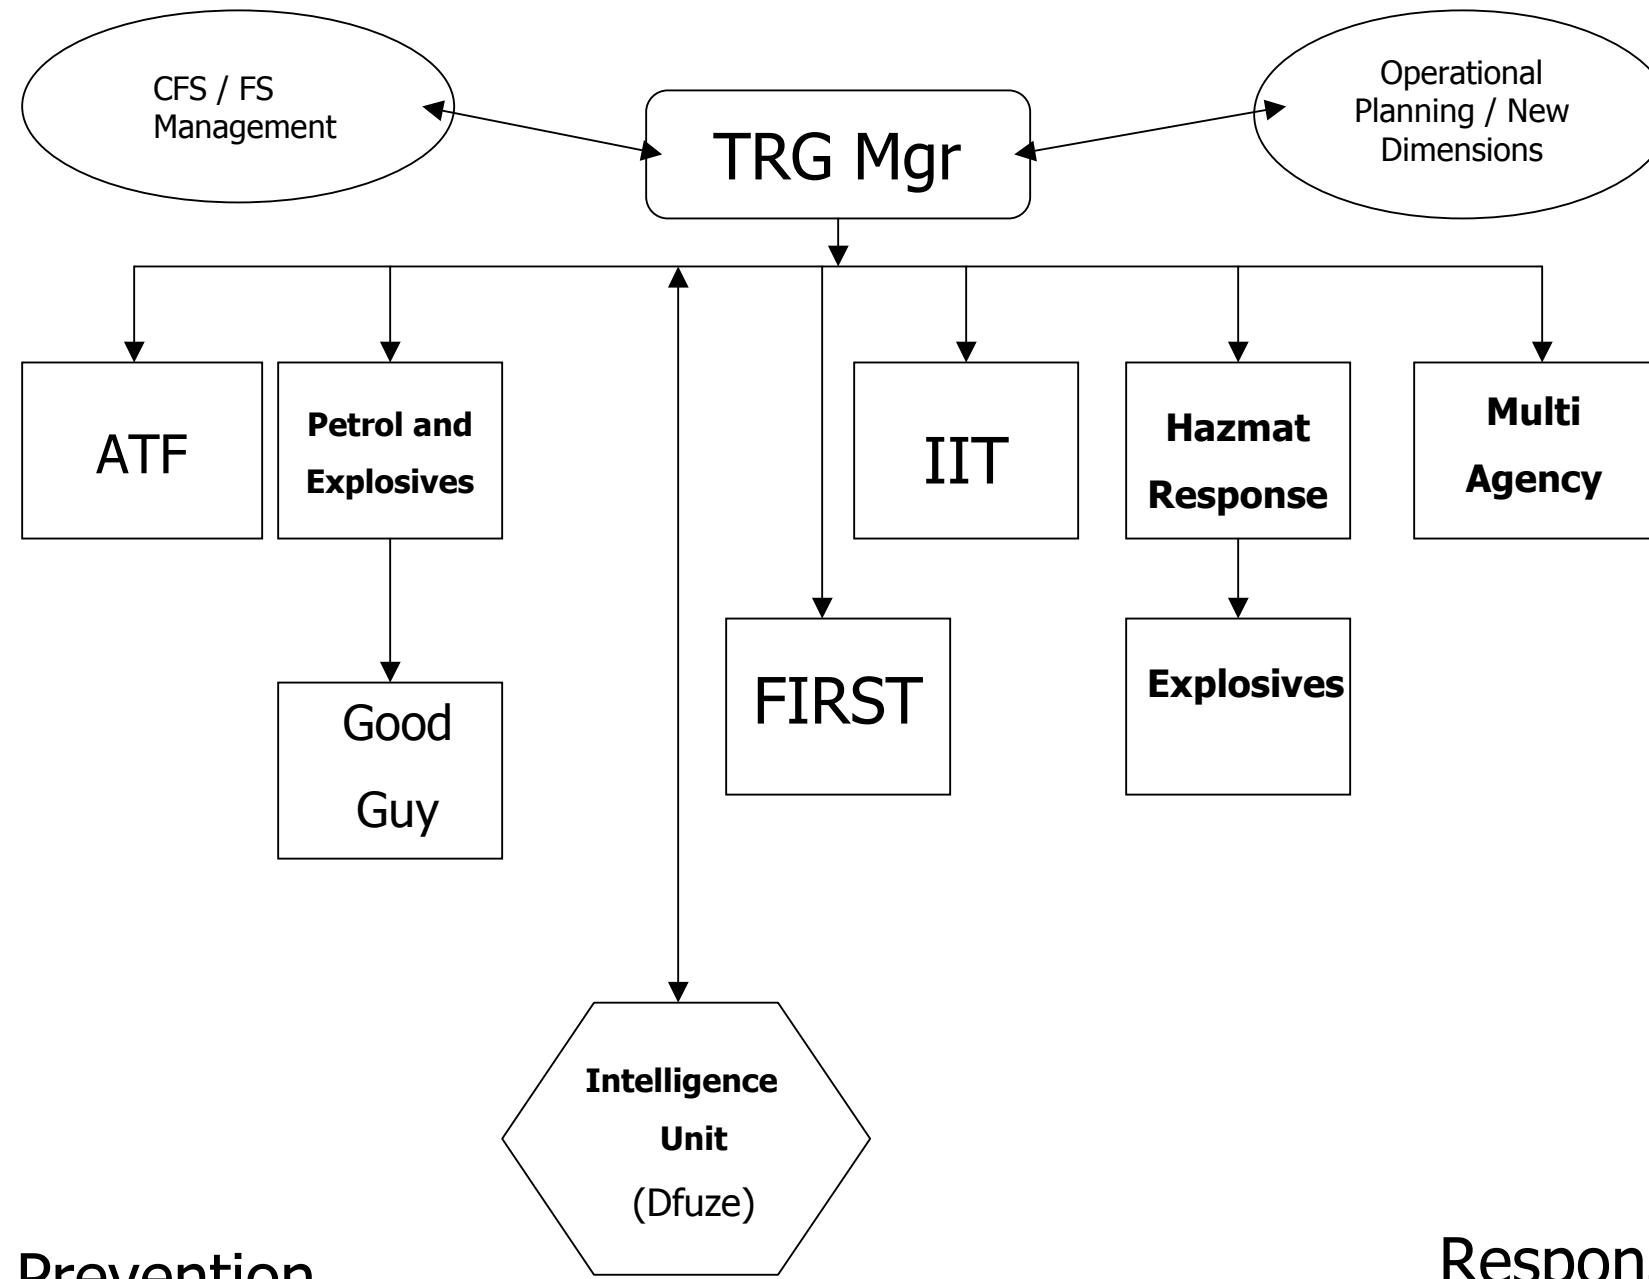 CFS / FS
Management
TRG Mgr
Operational
Planning / New
Dimensions
ATF
Petrol and
Explosives
IIT
Hazmat
Response
Multi
Agency
Good
Guy
FIRST
Explosives
Intelligence
Unit
(Dfuze)
Prevention
Respon